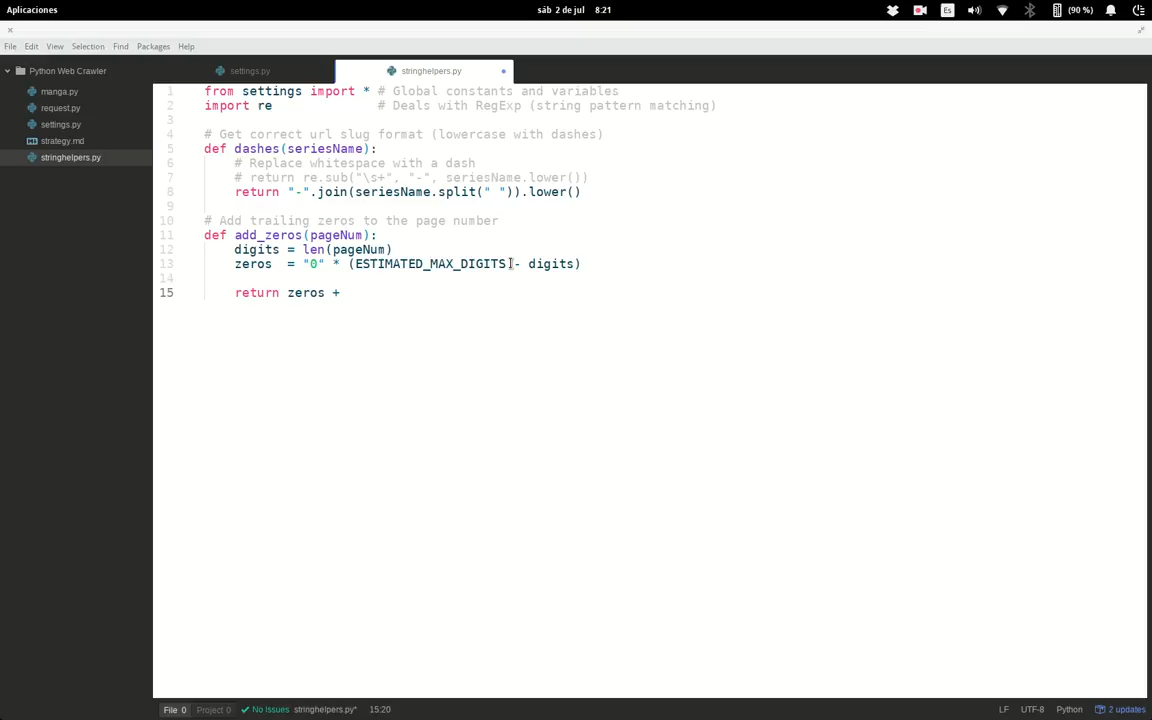 Aplicaciones
sáb 2 de jul 8:21
Es
(90 %)
File Edit View Selection Find Packages Help
Python Web Crawler
manga.py
request.py
settings.py
strategy.md
stringhelpers.py
settings.py
stringhelpers.py
1 from settings import * # Global constants and variables
2 import re # Deals with RegExp (string pattern matching)
3
4 # Get correct url slug format (lowercase with dashes)
5 def dashes(seriesName):
6 # Replace whitespace with a dash
7 # return re.sub("\s+", "-", seriesName.lower())
8 return "-".join(seriesName.split(" ")).lower()
9
10 # Add trailing zeros to the page number
11 def add_zeros(pageNum):
12 digits = len(pageNum)
13 zeros = "0" * (ESTIMATED_MAX_DIGITS - digits)
14
15 return zeros +
File 0 Project 0 No Issues stringhelpers.py* 15:20
LF UTF-8 Python 2 updates